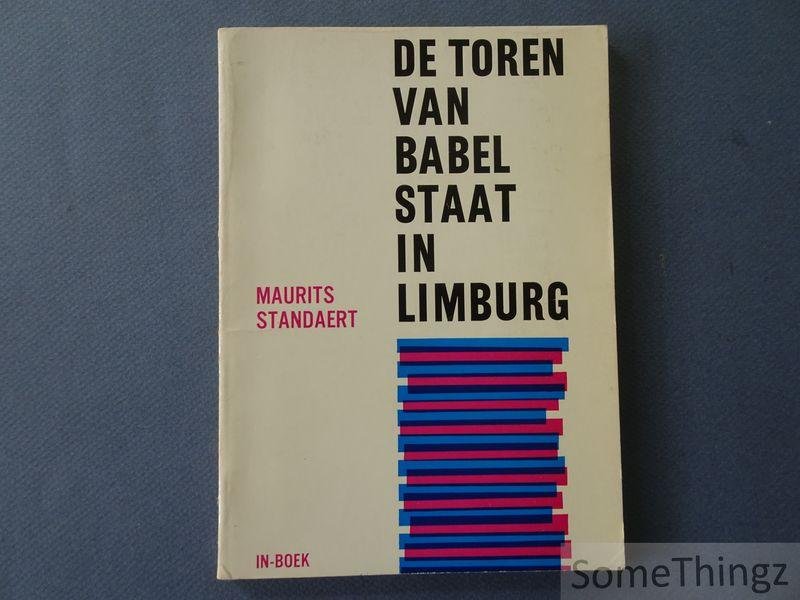 DE TOREN
VAN
BABEL
STAAT
IN
LIMBURG
MAURITS
STANDAERT
IN-BOEK
SomeThingz